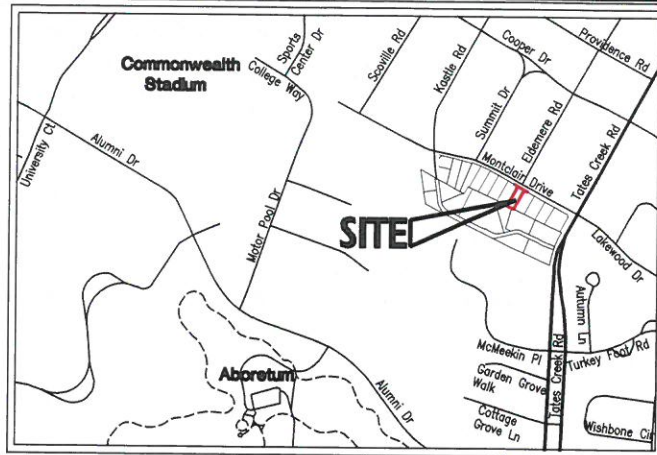 Commonwealth
Stadium
Sports
Center Dr
College Way
Scoville Rd
Kastle Rd
Cooper Dr
Providence Rd
Summit Dr
Eldemere Rd
Tates Creek Rd
Montclair Drive
University Ct
Alumni Dr
Motor Pool Dr
SITE
Lakewood Dr
Autumn Ln
McMeekin Pl
Turkey Foot Rd
Garden Grove
Walk
Tates Creek Rd
Cottage
Grove Ln
Wishbone Cir
Aboretum
Alumni Dr